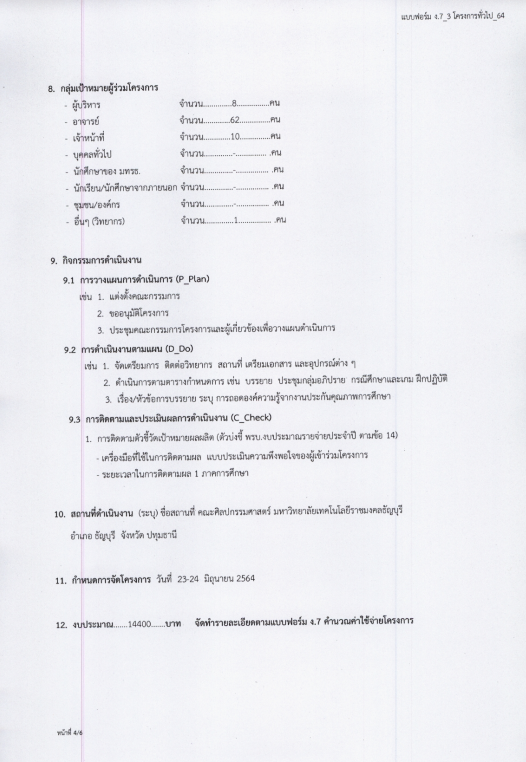 แบบฟอร์ม ง.7_3 โครงการทั่วไป_64
8. กลุ่มเป้าหมายผู้ร่วมโครงการ
- ผู้บริหาร จำนวน.............8...............คน
- อาจารย์ จำนวน............62..............คน
- เจ้าหน้าที่ จำนวน............10..............คน
- บุคคลทั่วไป จำนวน.............-.............. .คน
- นักศึกษาของ มทรธ. จำนวน.............-............... .คน
- นักเรียน/นักศึกษาจากภายนอก จำนวน.............-............... .คน
- ชุมชน/องค์กร จำนวน.............-............... .คน
- อื่นๆ (วิทยากร) จำนวน.............1............... .คน
9. กิจกรรมการดำเนินงาน
9.1 การวางแผนการดำเนินการ (P_Plan)
เช่น 1. แต่งตั้งคณะกรรมการ
2. ขออนุมัติโครงการ
3. ประชุมคณะกรรมการโครงการและผู้เกี่ยวข้องเพื่อวางแผนดำเนินการ
9.2 การดำเนินงานตามแผน (D_Do)
เช่น 1. จัดเตรียมการ ติดต่อวิทยากร สถานที่ เตรียมเอกสาร และอุปกรณ์ต่าง ๆ
2. ดำเนินการตามตารางกำหนดการ เช่น บรรยาย ประชุมกลุ่มอภิปราย กรณีศึกษาและเกม ฝึกปฏิบัติ
3. เรื่อง/หัวข้อการบรรยาย ระบุ การถอดองค์ความรู้จากงานประกันคุณภาพการศึกษา
9.3 การติดตามและประเมินผลการดำเนินงาน (C_Check)
1. การติดตามตัวชี้วัดเป้าหมายผลผลิต (ตัวบ่งชี้ พรบ.งบประมาณรายจ่ายประจำปี ตามข้อ 14)
- เครื่องมือที่ใช้ในการติดตามผล แบบประเมินความพึงพอใจของผู้เข้าร่วมโครงการ
- ระยะเวลาในการติดตามผล 1 ภาคการศึกษา
10. สถานที่ดำเนินงาน (ระบุ) ชื่อสถานที่ คณะศิลปกรรมศาสตร์ มหาวิทยาลัยเทคโนโลยีราชมงคลธัญบุรี
อำเภอ ธัญบุรี จังหวัด ปทุมธานี
11. กำหนดการจัดโครงการ วันที่ 23-24 มิถุนายน 2564
12. งบประมาณ.......14400.......บาท จัดทำรายละเอียดตามแบบฟอร์ม ง.7 คำนวณค่าใช้จ่ายโครงการ
หน้าที่ 4/6